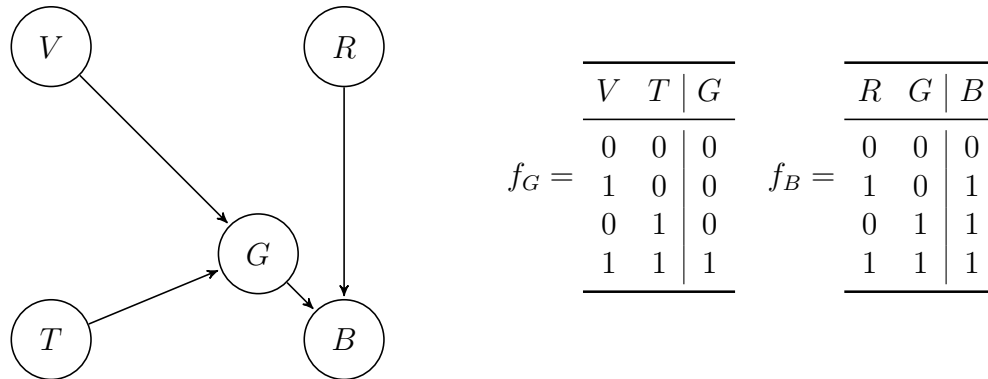 V
R
G
T
B
f_G =
V T | G
0 0 0
1 0 0
0 1 0
1 1 1
f_B =
R G | B
0 0 0
1 0 1
0 1 1
1 1 1